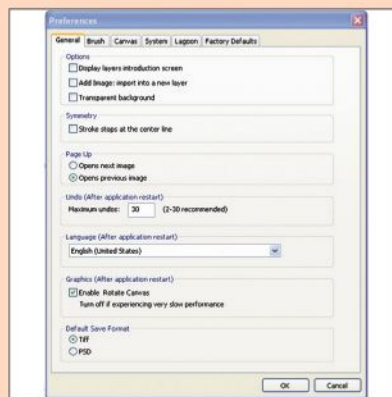 Preferences
General Brush Canvas System Lagoon Factory Defaults
Options
Display layers introduction screen
Add Image: import into a new layer
Transparent background
Symmetry
Stroke stops at the center line
Page Up
Opens next image
Opens previous image
Undo (After application restart)
Maximum undos: 30 (2-30 recommended)
Language (After application restart)
English (United States)
Graphics (After application restart)
Enable Rotate Canvas
Turn off if experiencing very slow performance
Default Save Format
Tiff
PSD
OK Cancel